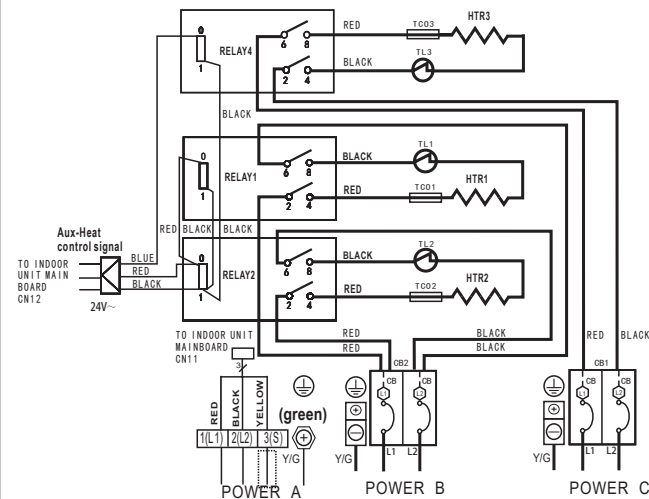 RED
TCO3
HTR3
0
6 8
RELAY4
BLACK
TL3
1
2 4
BLACK
0
6 8
BLACK
TL1
RELAY1
HTR1
1
2 4
RED
TCO1
RED BLACK BLACK
Aux-Heat
control signal
TO INDOOR
UNIT MAIN
BOARD
CN12
BLUE
RED
BLACK
24V~
0
6 8
BLACK
TL2
RELAY2
HTR2
1
2 4
RED
TCO2
TO INDOOR UNIT
MAINBOARD
CN11
3
RED
RED
BLACK
BLACK
RED
BLACK
CB2
CB1
CB
CB
CB
CB
L1
L2
L1
L2
RED
BLACK
YELLOW
(green)
1(L1) 2(L2) 3(S)
Y/G
Y/G
L1 L2
Y/G
L1 L2
POWER A
POWER B
POWER C